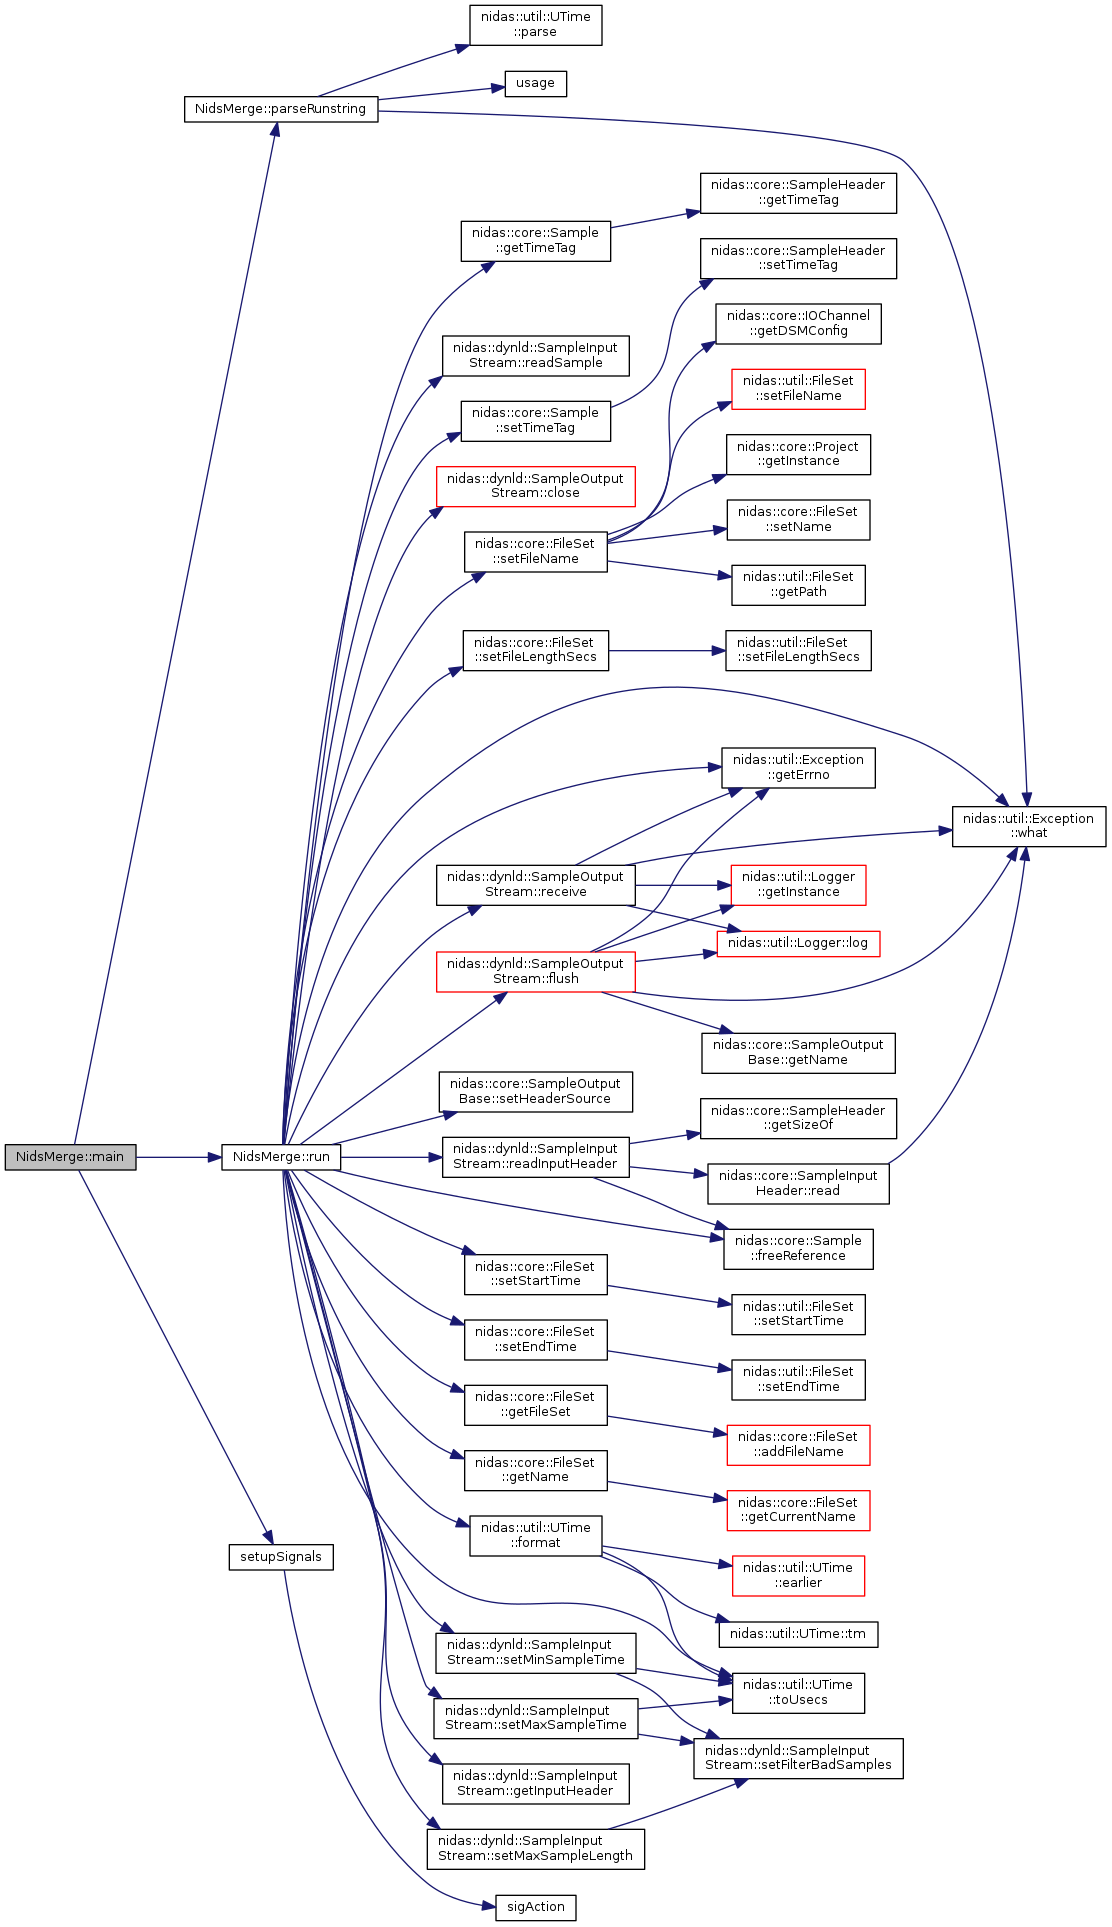 nidas::util::UTime
::parse
usage
NidsMerge::parseRunstring
nidas::core::SampleHeader
::getTimeTag
nidas::core::Sample
::getTimeTag
nidas::core::SampleHeader
::setTimeTag
nidas::core::IOChannel
::getDSMConfig
nidas::dynld::SampleInput
Stream::readSample
nidas::util::FileSet
::setFileName
nidas::core::Sample
::setTimeTag
nidas::core::Project
::getInstance
nidas::dynld::SampleOutput
Stream::close
nidas::core::FileSet
::setName
nidas::core::FileSet
::setFileName
nidas::util::FileSet
::getPath
nidas::core::FileSet
::setFileLengthSecs
nidas::util::FileSet
::setFileLengthSecs
nidas::util::Exception
::getErrno
nidas::util::Exception
::what
nidas::dynld::SampleOutput
Stream::receive
nidas::util::Logger
::getInstance
nidas::util::Logger::log
nidas::dynld::SampleOutput
Stream::flush
nidas::core::SampleOutput
Base::getName
nidas::core::SampleOutput
Base::setHeaderSource
nidas::core::SampleHeader
::getSizeOf
NidsMerge::main
NidsMerge::run
nidas::dynld::SampleInput
Stream::readInputHeader
nidas::core::SampleInput
Header::read
nidas::core::Sample
::freeReference
nidas::core::FileSet
::setStartTime
nidas::util::FileSet
::setStartTime
nidas::core::FileSet
::setEndTime
nidas::util::FileSet
::setEndTime
nidas::core::FileSet
::getFileSet
nidas::core::FileSet
::addFileName
nidas::core::FileSet
::getName
nidas::core::FileSet
::getCurrentName
nidas::util::UTime
::format
setupSignals
nidas::util::UTime
::earlier
nidas::util::UTime::tm
nidas::dynld::SampleInput
Stream::setMinSampleTime
nidas::util::UTime
::toUsecs
nidas::dynld::SampleInput
Stream::setMaxSampleTime
nidas::dynld::SampleInput
Stream::setFilterBadSamples
nidas::dynld::SampleInput
Stream::getInputHeader
nidas::dynld::SampleInput
Stream::setMaxSampleLength
sigAction